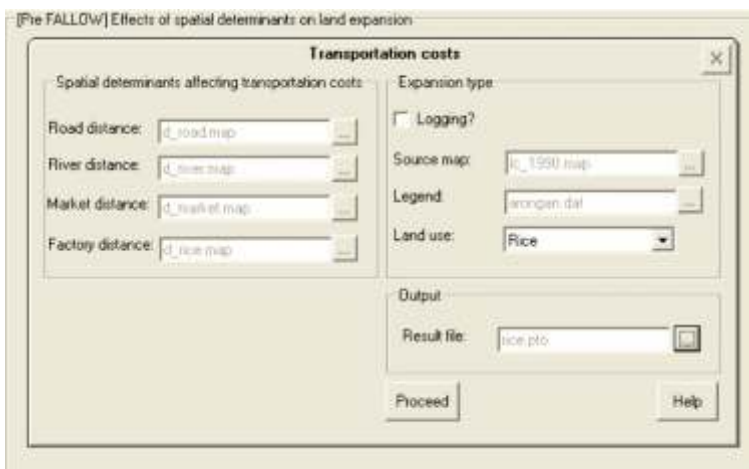 [Pre FALLOW] Effects of spatial determinants on land expansion
Transportation costs
Spatial determinants affecting transportation costs
Road distance: d_road.map ...
River distance: d_river.map ...
Market distance: d_market.map ...
Factory distance: d_rice.map ...
Expansion type
Logging?
Source map: lc_1990.map ...
Legend: arongan.dat ...
Land use: Rice
Output
Result file: rice.pto
Proceed
Help